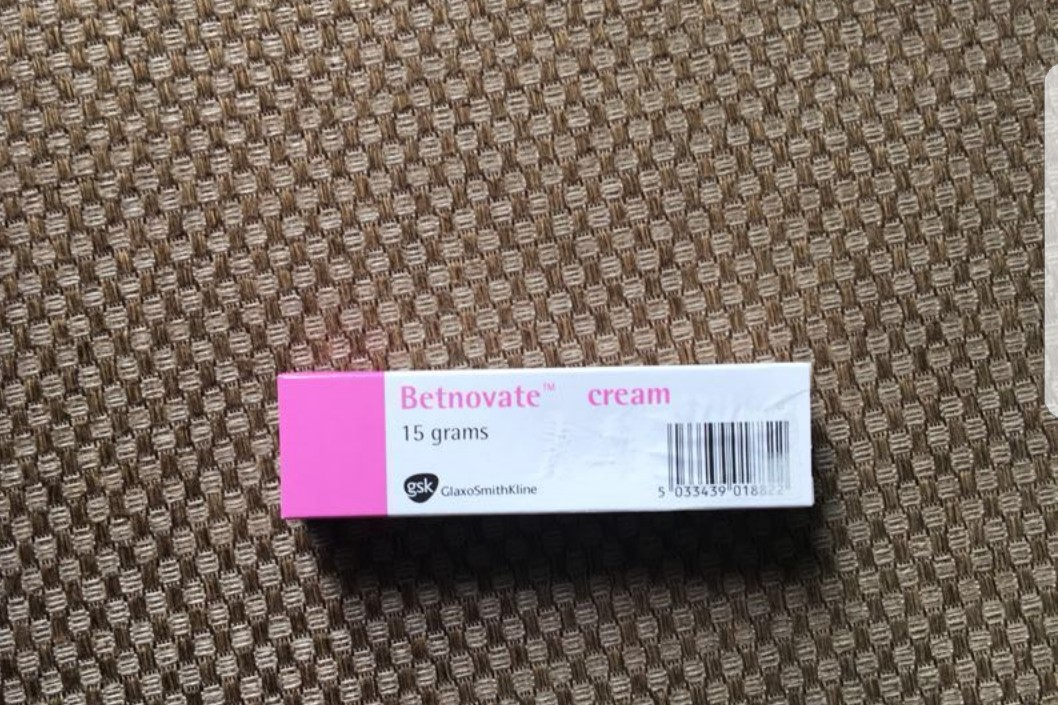 Betnovate™ cream
15 grams
gsk GlaxoSmithKline
5 033439 018822